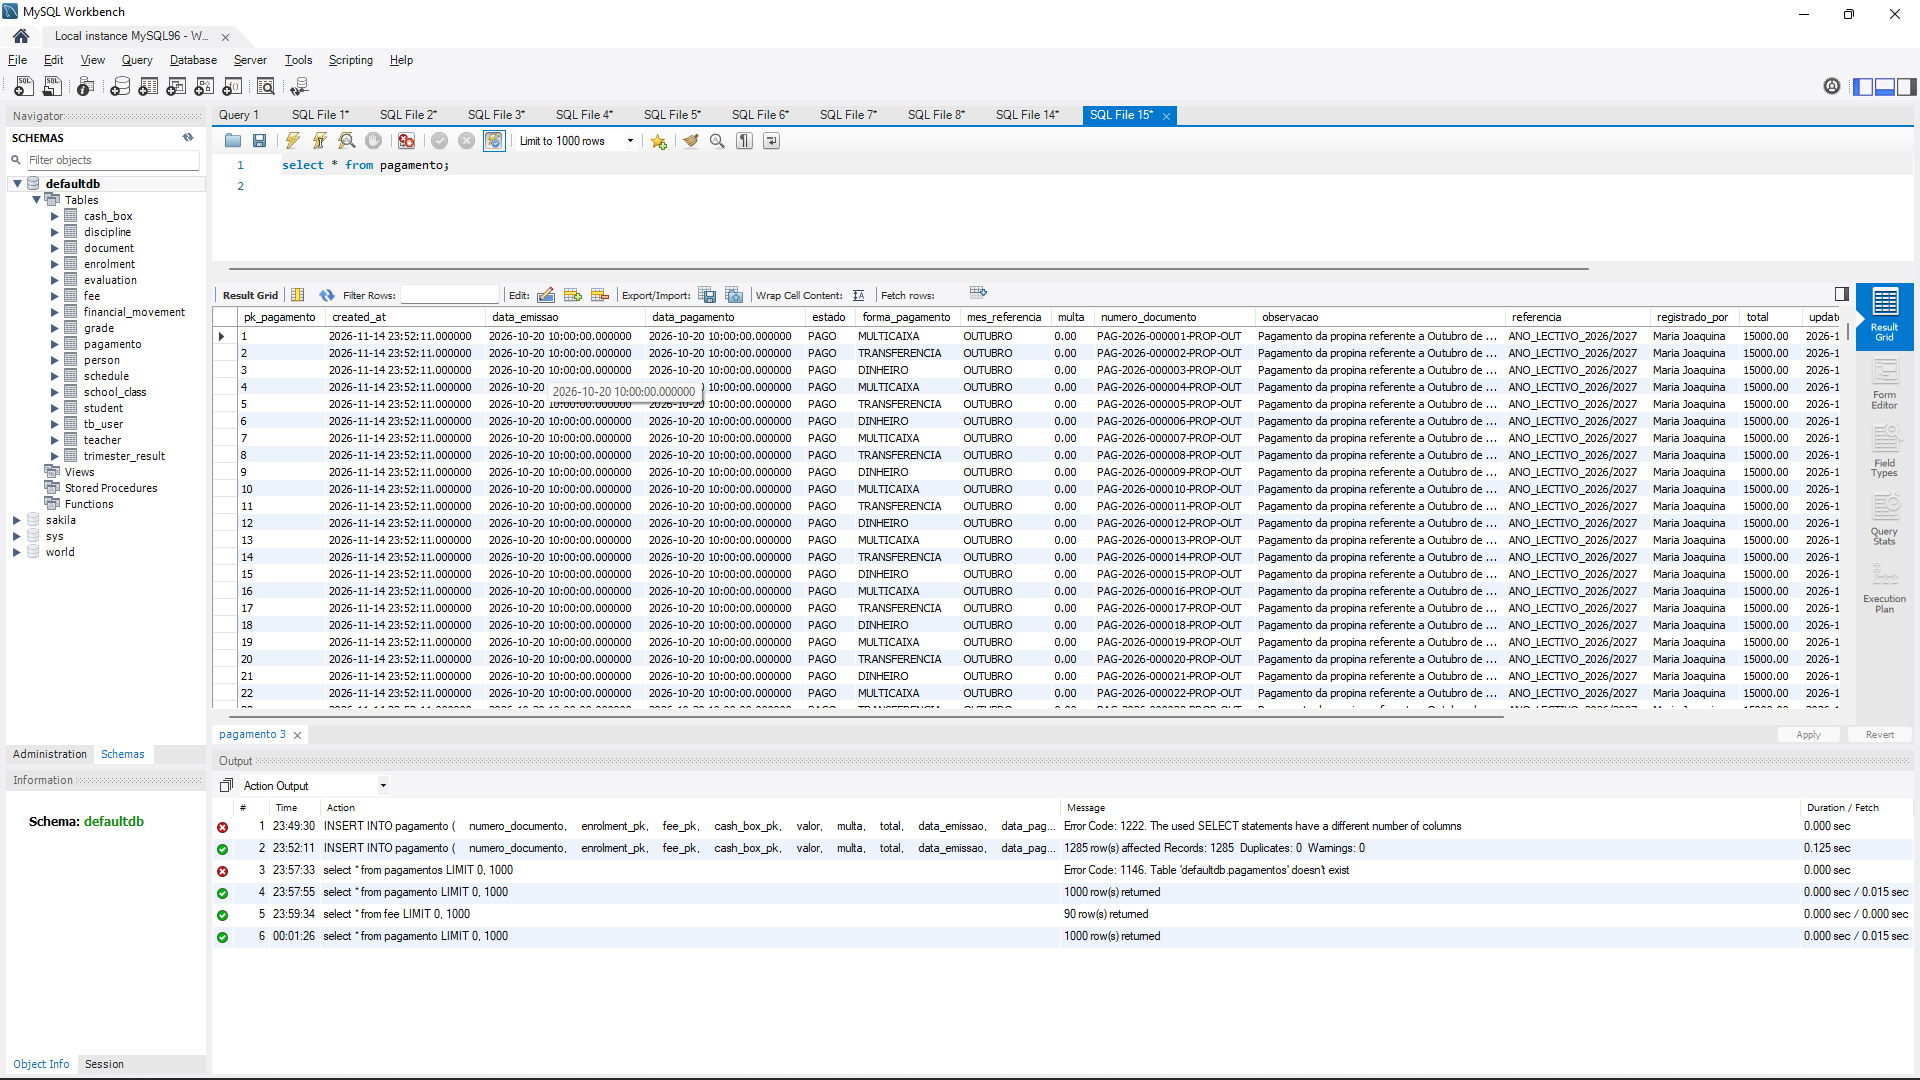 MySQL Workbench
Local instance MySQL96 - W...
File Edit View Query Database Server Tools Scripting Help
Navigator
SCHEMAS
Filter objects
defaultdb
Tables
cash_box
discipline
document
enrolment
evaluation
fee
financial_movement
grade
pagamento
person
schedule
school_class
student
tb_user
teacher
trimester_result
Views
Stored Procedures
Functions
sakila
sys
world
Administration Schemas
Information
Schema: defaultdb
Object Info Session
Query 1 SQL File 1* SQL File 2* SQL File 3* SQL File 4* SQL File 5* SQL File 6* SQL File 7* SQL File 8* SQL File 14* SQL File 15*
Limit to 1000 rows
1 select * from pagamento;
2
Result Grid Filter Rows: Edit: Export/Import: Wrap Cell Content: Fetch rows:
pk_pagamento created_at data_emissao data_pagamento estado forma_pagamento mes_referencia multa numero_documento observacao referencia registrado_por total update
1 2026-11-14 23:52:11.000000 2026-10-20 10:00:00.000000 2026-10-20 10:00:00.000000 PAGO MULTICAIXA OUTUBRO 0.00 PAG-2026-000001-PROP-OUT Pagamento da propina referente a Outubro de ... ANO_LECTIVO_2026/2027 Maria Joaquina 15000.00 2026-1
2 2026-11-14 23:52:11.000000 2026-10-20 10:00:00.000000 2026-10-20 10:00:00.000000 PAGO TRANSFERENCIA OUTUBRO 0.00 PAG-2026-000002-PROP-OUT Pagamento da propina referente a Outubro de ... ANO_LECTIVO_2026/2027 Maria Joaquina 15000.00 2026-1
3 2026-11-14 23:52:11.000000 2026-10-20 10:00:00.000000 2026-10-20 10:00:00.000000 PAGO DINHEIRO OUTUBRO 0.00 PAG-2026-000003-PROP-OUT Pagamento da propina referente a Outubro de ... ANO_LECTIVO_2026/2027 Maria Joaquina 15000.00 2026-1
4 2026-11-14 23:52:11.000000 2026-10-20 10:00:00.000000 PAGO MULTICAIXA OUTUBRO 0.00 PAG-2026-000004-PROP-OUT Pagamento da propina referente a Outubro de ... ANO_LECTIVO_2026/2027 Maria Joaquina 15000.00 2026-1
2026-10-20 10:00:00.000000
5 2026-11-14 23:52:11.000000 2026-10-20 10:00:00.000000 2026-10-20 10:00:00.000000 PAGO TRANSFERENCIA OUTUBRO 0.00 PAG-2026-000005-PROP-OUT Pagamento da propina referente a Outubro de ... ANO_LECTIVO_2026/2027 Maria Joaquina 15000.00 2026-1
6 2026-11-14 23:52:11.000000 2026-10-20 10:00:00.000000 2026-10-20 10:00:00.000000 PAGO DINHEIRO OUTUBRO 0.00 PAG-2026-000006-PROP-OUT Pagamento da propina referente a Outubro de ... ANO_LECTIVO_2026/2027 Maria Joaquina 15000.00 2026-1
7 2026-11-14 23:52:11.000000 2026-10-20 10:00:00.000000 2026-10-20 10:00:00.000000 PAGO MULTICAIXA OUTUBRO 0.00 PAG-2026-000007-PROP-OUT Pagamento da propina referente a Outubro de ... ANO_LECTIVO_2026/2027 Maria Joaquina 15000.00 2026-1
8 2026-11-14 23:52:11.000000 2026-10-20 10:00:00.000000 2026-10-20 10:00:00.000000 PAGO TRANSFERENCIA OUTUBRO 0.00 PAG-2026-000008-PROP-OUT Pagamento da propina referente a Outubro de ... ANO_LECTIVO_2026/2027 Maria Joaquina 15000.00 2026-1
9 2026-11-14 23:52:11.000000 2026-10-20 10:00:00.000000 2026-10-20 10:00:00.000000 PAGO DINHEIRO OUTUBRO 0.00 PAG-2026-000009-PROP-OUT Pagamento da propina referente a Outubro de ... ANO_LECTIVO_2026/2027 Maria Joaquina 15000.00 2026-1
10 2026-11-14 23:52:11.000000 2026-10-20 10:00:00.000000 2026-10-20 10:00:00.000000 PAGO MULTICAIXA OUTUBRO 0.00 PAG-2026-000010-PROP-OUT Pagamento da propina referente a Outubro de ... ANO_LECTIVO_2026/2027 Maria Joaquina 15000.00 2026-1
11 2026-11-14 23:52:11.000000 2026-10-20 10:00:00.000000 2026-10-20 10:00:00.000000 PAGO TRANSFERENCIA OUTUBRO 0.00 PAG-2026-000011-PROP-OUT Pagamento da propina referente a Outubro de ... ANO_LECTIVO_2026/2027 Maria Joaquina 15000.00 2026-1
12 2026-11-14 23:52:11.000000 2026-10-20 10:00:00.000000 2026-10-20 10:00:00.000000 PAGO DINHEIRO OUTUBRO 0.00 PAG-2026-000012-PROP-OUT Pagamento da propina referente a Outubro de ... ANO_LECTIVO_2026/2027 Maria Joaquina 15000.00 2026-1
13 2026-11-14 23:52:11.000000 2026-10-20 10:00:00.000000 2026-10-20 10:00:00.000000 PAGO MULTICAIXA OUTUBRO 0.00 PAG-2026-000013-PROP-OUT Pagamento da propina referente a Outubro de ... ANO_LECTIVO_2026/2027 Maria Joaquina 15000.00 2026-1
14 2026-11-14 23:52:11.000000 2026-10-20 10:00:00.000000 2026-10-20 10:00:00.000000 PAGO TRANSFERENCIA OUTUBRO 0.00 PAG-2026-000014-PROP-OUT Pagamento da propina referente a Outubro de ... ANO_LECTIVO_2026/2027 Maria Joaquina 15000.00 2026-1
15 2026-11-14 23:52:11.000000 2026-10-20 10:00:00.000000 2026-10-20 10:00:00.000000 PAGO DINHEIRO OUTUBRO 0.00 PAG-2026-000015-PROP-OUT Pagamento da propina referente a Outubro de ... ANO_LECTIVO_2026/2027 Maria Joaquina 15000.00 2026-1
16 2026-11-14 23:52:11.000000 2026-10-20 10:00:00.000000 2026-10-20 10:00:00.000000 PAGO MULTICAIXA OUTUBRO 0.00 PAG-2026-000016-PROP-OUT Pagamento da propina referente a Outubro de ... ANO_LECTIVO_2026/2027 Maria Joaquina 15000.00 2026-1
17 2026-11-14 23:52:11.000000 2026-10-20 10:00:00.000000 2026-10-20 10:00:00.000000 PAGO TRANSFERENCIA OUTUBRO 0.00 PAG-2026-000017-PROP-OUT Pagamento da propina referente a Outubro de ... ANO_LECTIVO_2026/2027 Maria Joaquina 15000.00 2026-1
18 2026-11-14 23:52:11.000000 2026-10-20 10:00:00.000000 2026-10-20 10:00:00.000000 PAGO DINHEIRO OUTUBRO 0.00 PAG-2026-000018-PROP-OUT Pagamento da propina referente a Outubro de ... ANO_LECTIVO_2026/2027 Maria Joaquina 15000.00 2026-1
19 2026-11-14 23:52:11.000000 2026-10-20 10:00:00.000000 2026-10-20 10:00:00.000000 PAGO MULTICAIXA OUTUBRO 0.00 PAG-2026-000019-PROP-OUT Pagamento da propina referente a Outubro de ... ANO_LECTIVO_2026/2027 Maria Joaquina 15000.00 2026-1
20 2026-11-14 23:52:11.000000 2026-10-20 10:00:00.000000 2026-10-20 10:00:00.000000 PAGO TRANSFERENCIA OUTUBRO 0.00 PAG-2026-000020-PROP-OUT Pagamento da propina referente a Outubro de ... ANO_LECTIVO_2026/2027 Maria Joaquina 15000.00 2026-1
21 2026-11-14 23:52:11.000000 2026-10-20 10:00:00.000000 2026-10-20 10:00:00.000000 PAGO DINHEIRO OUTUBRO 0.00 PAG-2026-000021-PROP-OUT Pagamento da propina referente a Outubro de ... ANO_LECTIVO_2026/2027 Maria Joaquina 15000.00 2026-1
22 2026-11-14 23:52:11.000000 2026-10-20 10:00:00.000000 2026-10-20 10:00:00.000000 PAGO MULTICAIXA OUTUBRO 0.00 PAG-2026-000022-PROP-OUT Pagamento da propina referente a Outubro de ... ANO_LECTIVO_2026/2027 Maria Joaquina 15000.00 2026-1
Result Grid
Form Editor
Field Types
Query Stats
Execution Plan
pagamento 3
Apply Revert
Output
Action Output
# Time Action Message Duration / Fetch
1 23:49:30 INSERT INTO pagamento ( numero_documento, enrolment_pk, fee_pk, cash_box_pk, valor, multa, total, data_emissao, data_pag... Error Code: 1222. The used SELECT statements have a different number of columns 0.000 sec
2 23:52:11 INSERT INTO pagamento ( numero_documento, enrolment_pk, fee_pk, cash_box_pk, valor, multa, total, data_emissao, data_pag... 1285 row(s) affected Records: 1285 Duplicates: 0 Warnings: 0 0.125 sec
3 23:57:33 select * from pagamentos LIMIT 0, 1000 Error Code: 1146. Table 'defaultdb.pagamentos' doesn't exist 0.000 sec
4 23:57:55 select * from pagamento LIMIT 0, 1000 1000 row(s) returned 0.000 sec / 0.015 sec
5 23:59:34 select * from fee LIMIT 0, 1000 90 row(s) returned 0.000 sec / 0.000 sec
6 00:01:26 select * from pagamento LIMIT 0, 1000 1000 row(s) returned 0.000 sec / 0.015 sec